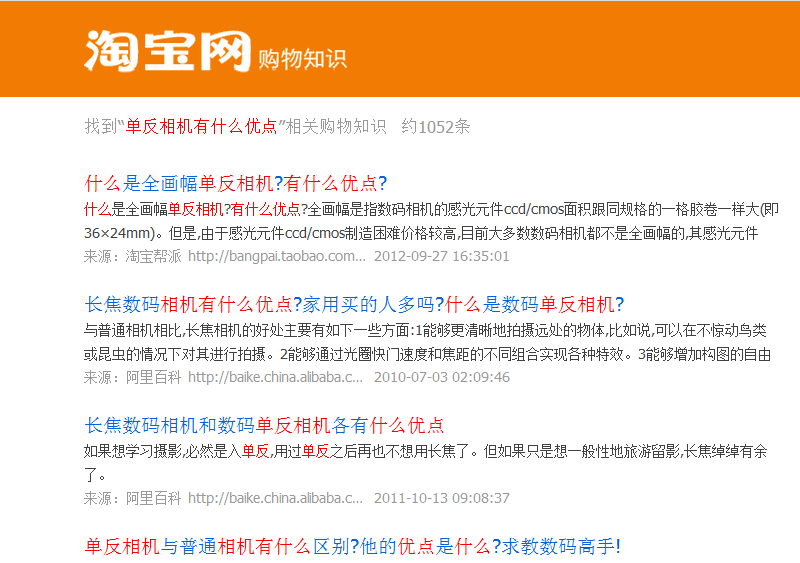 淘宝网购物知识
找到“单反相机有什么优点”相关购物知识 约1052条
什么是全画幅单反相机?有什么优点?
什么是全画幅单反相机?有什么优点?全画幅是指数码相机的感光元件ccd/cmos面积跟同规格的一格胶卷一样大(即
36×24mm)。但是,由于感光元件ccd/cmos制造困难价格较高,目前大多数数码相机都不是全画幅的,其感光元件
来源：淘宝帮派 http://bangpai.taobao.com... 2012-09-27 16:35:01
长焦数码相机有什么优点?家用买的人多吗?什么是数码单反相机?
与普通相机相比,长焦相机的好处主要有如下一些方面:1能够更清晰地拍摄远处的物体,比如说,可以在不惊动鸟类
或昆虫的情况下对其进行拍摄。2能够通过光圈快门速度和焦距的不同组合实现各种特效。3能够增加构图的自由
来源：阿里百科 http://baike.china.alibaba.c... 2010-07-03 02:09:46
长焦数码相机和数码单反相机各有什么优点
如果想学习摄影,必然是入单反,用过单反之后再也不想用长焦了。但如果只是想一般性地旅游留影,长焦绰绰有余
了。
来源：阿里百科 http://baike.china.alibaba.c... 2011-10-13 09:08:37
单反相机与普通相机有什么区别?他的优点是什么?求教数码高手!